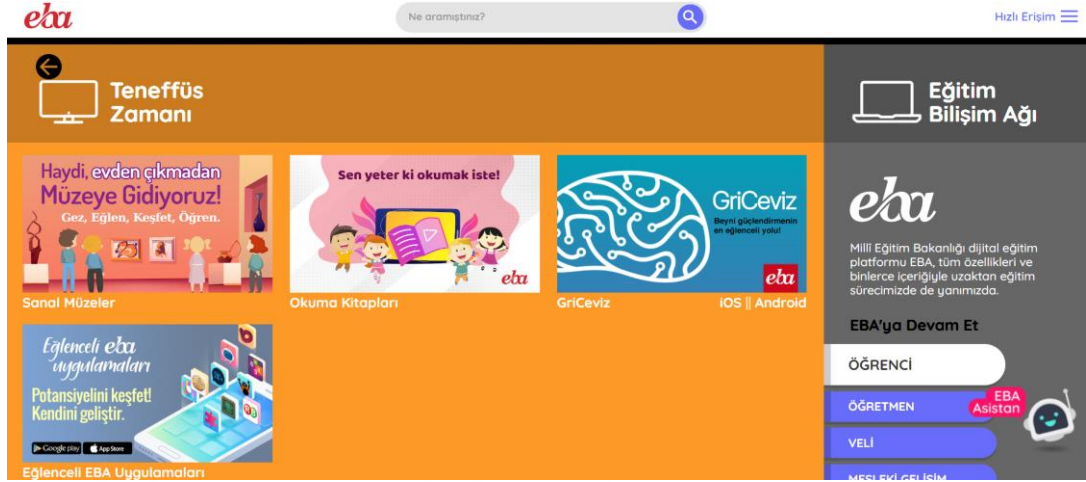 eba
Ne aramıştınız?
Hızlı Erişim
Teneffüs
Zamanı
Eğitim
Bilişim Ağı
Haydi, evden çıkmadan
Müzeye Gidiyoruz!
Gez, Eğlen, Keşfet, Öğren.
Sanal Müzeler
Sen yeter ki okumak iste!
eba
Okuma Kitapları
GriCeviz
Beyni güçlendirmenin
en eğlenceli yolu!
eba
GriCeviz
iOS || Android
Eğlenceli eba
uygulamaları
Potansiyelini keşfet!
Kendini geliştir.
Google play
App Store
Eğlenceli EBA Uygulamaları
eba
Millî Eğitim Bakanlığı dijital eğitim
platformu EBA, tüm özellikleri ve
binlerce içeriğiyle uzaktan eğitim
sürecimizde de yanımızda.
EBA'ya Devam Et
ÖĞRENCİ
ÖĞRETMEN
EBA
Asistan
VELİ
MESLEKİ GELİŞİM